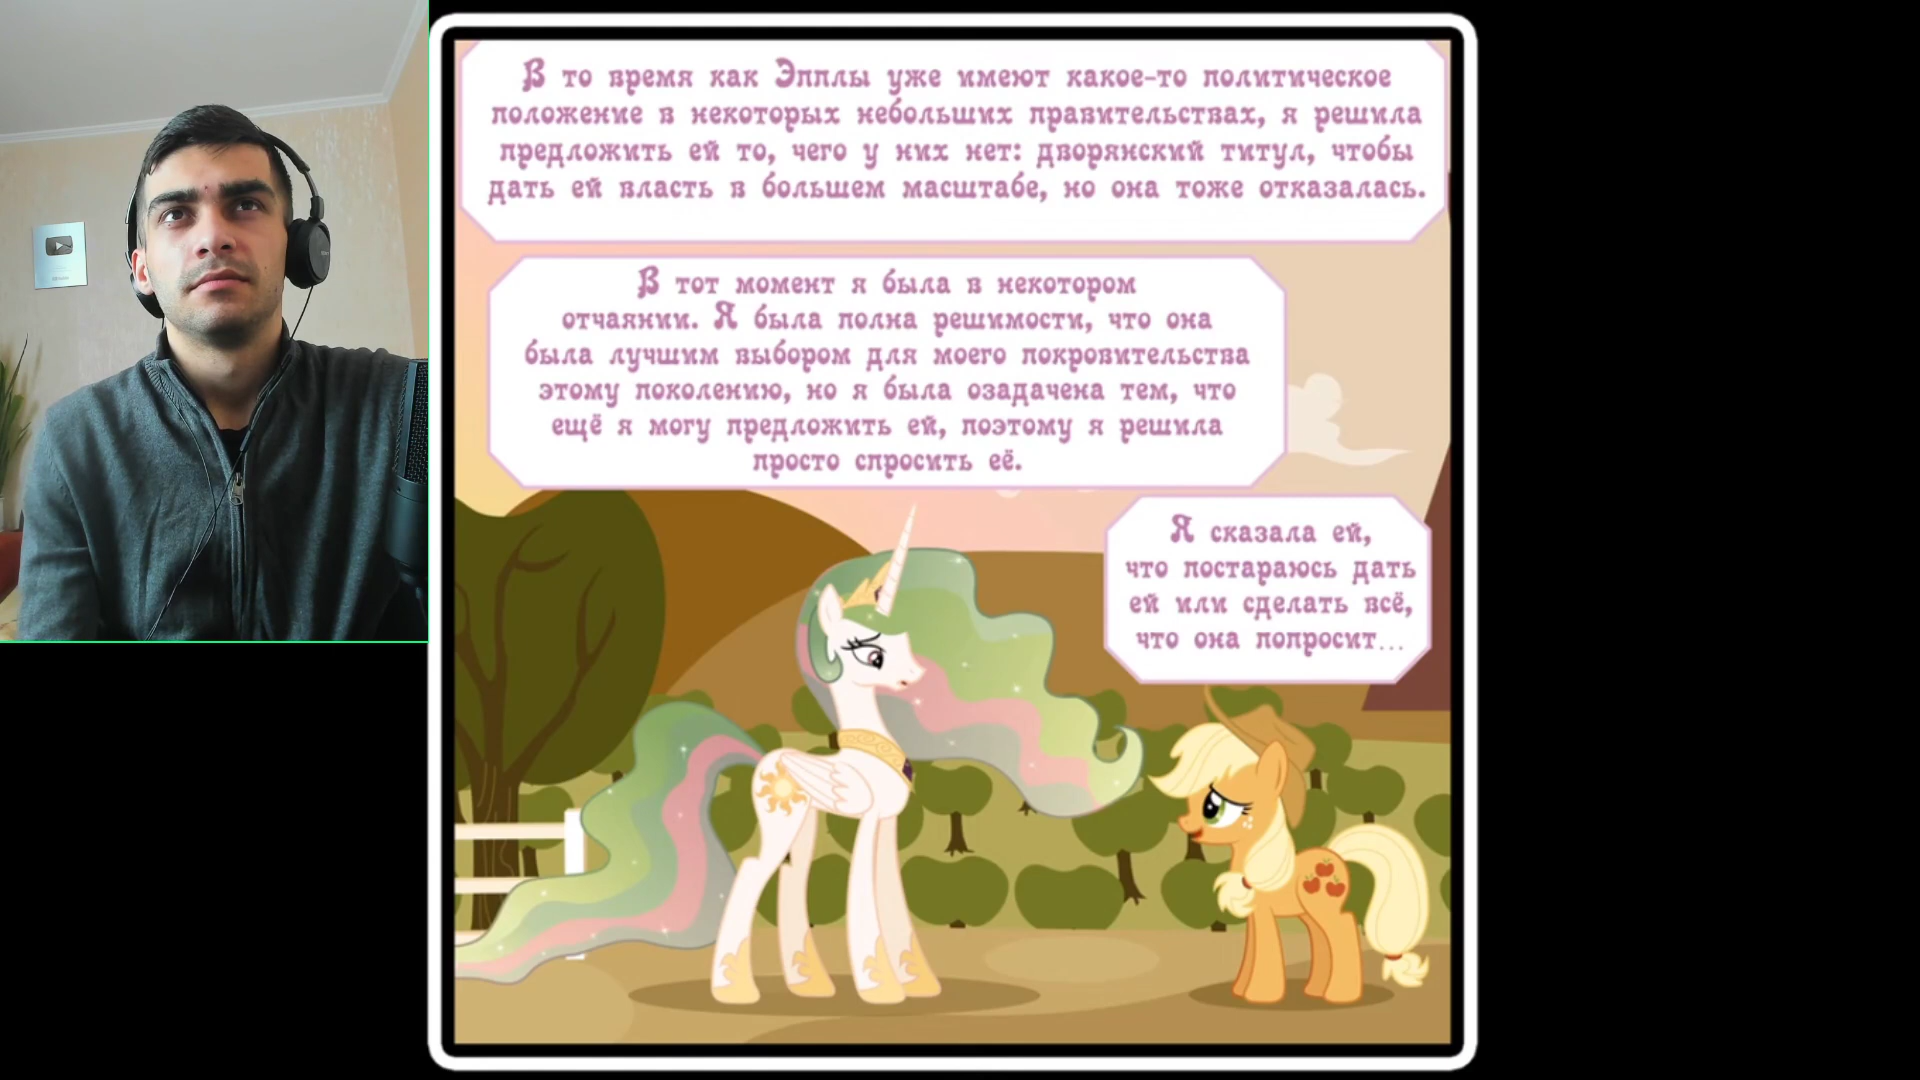 В то время как Эпплы уже имеют какое-то политическое
положение в некоторых небольших правительствах, я решила
предложить ей то, чего у них нет: дворянский титул, чтобы
дать ей власть в большем масштабе, но она тоже отказалась.
В тот момент я была в некотором
отчаянии. Я была полна решимости, что она
была лучшим выбором для моего покровительства
этому поколению, но я была озадачена тем, что
ещё я могу предложить ей, поэтому я решила
просто спросить её.
Я сказала ей,
что постараюсь дать
ей или сделать всё,
что она попросит...